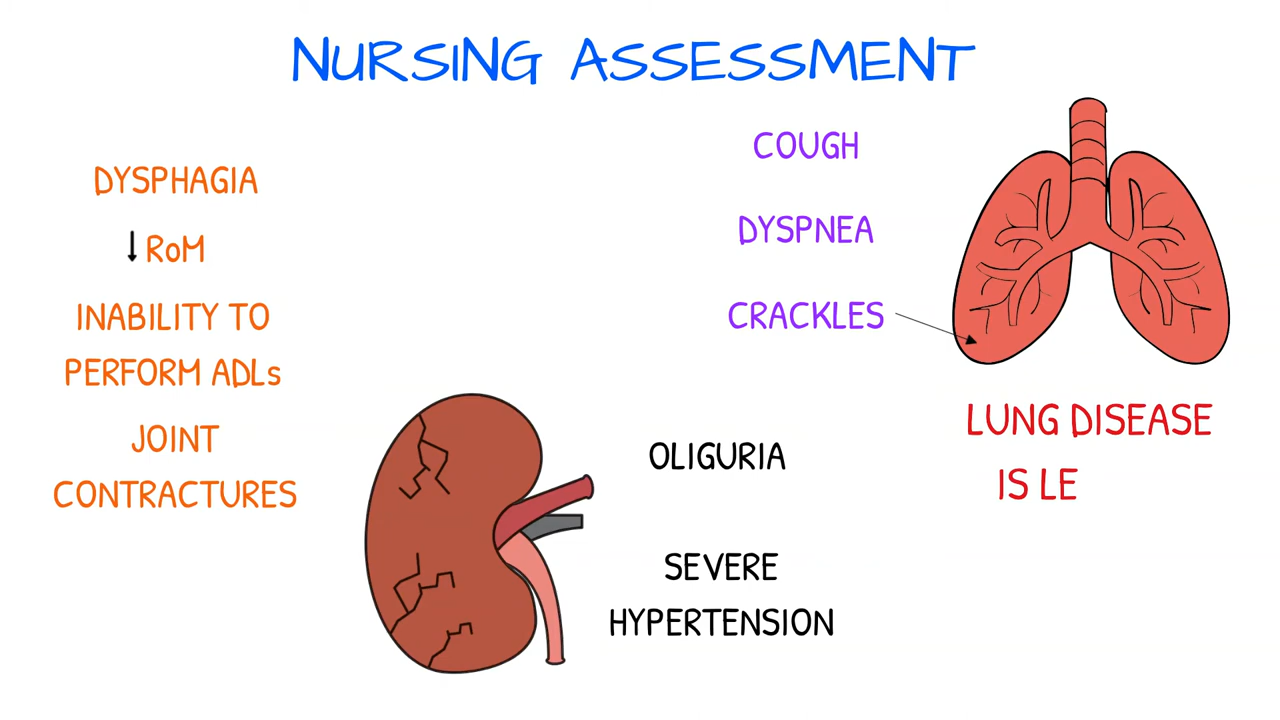 NURSING ASSESSMENT
DYSPHAGIA
↓ RoM
INABILITY TO
PERFORM ADLs
JOINT
CONTRACTURES
COUGH
DYSPNEA
CRACKLES
LUNG DISEASE
IS LE
OLIGURIA
SEVERE
HYPERTENSION